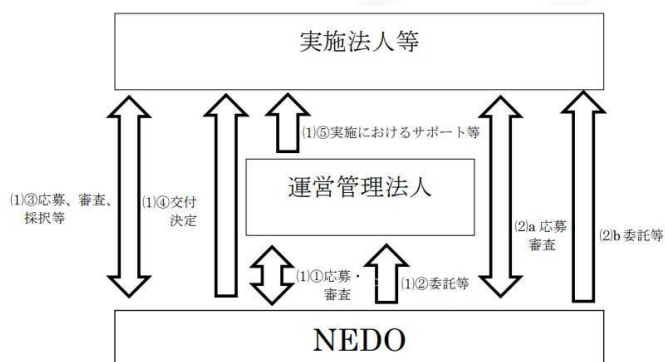 実施法人等
(1)⑤実施におけるサポート等
運営管理法人
(1)③応募、審査、
採択等
(1)④交付
決定
(2)a 応募
審査
(2)b 委託等
(1)①応募・
審査
(1)②委託等
NEDO